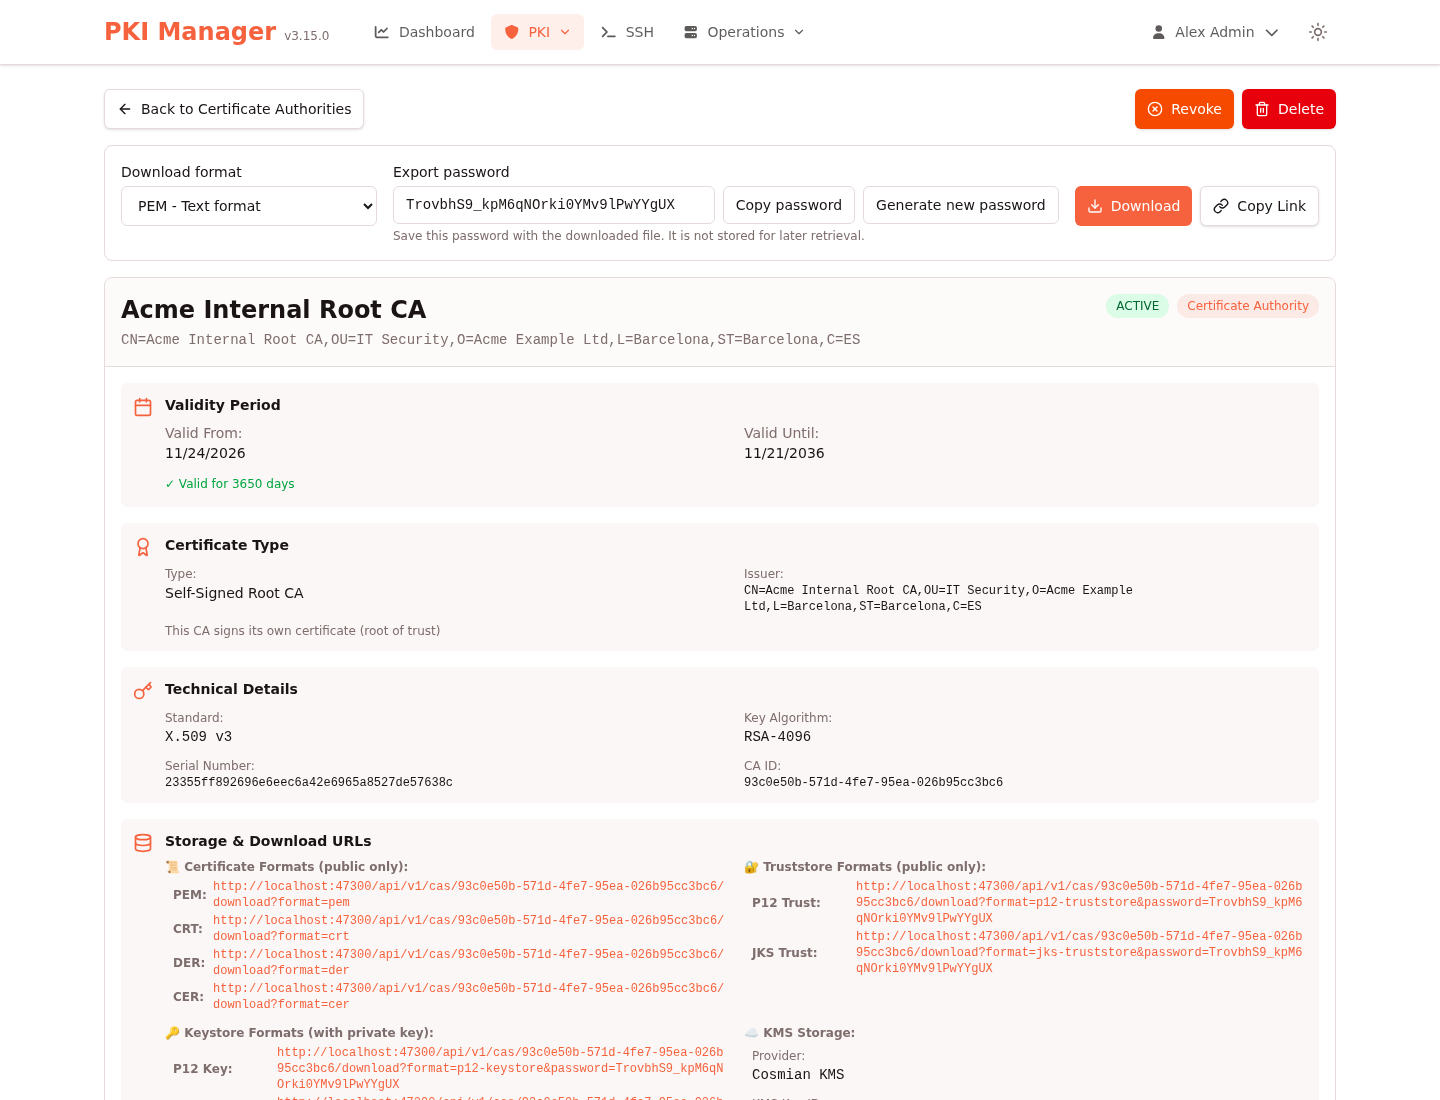 PKI Manager v3.15.0
Dashboard
PKI
SSH
Operations
Alex Admin
Back to Certificate Authorities
Revoke
Delete
Download format
PEM - Text format
Export password
TrovbhS9_kpM6qNOrki0YMv9lPwYYgUX
Copy password
Generate new password
Download
Copy Link
Save this password with the downloaded file. It is not stored for later retrieval.
Acme Internal Root CA
ACTIVE
Certificate Authority
CN=Acme Internal Root CA,OU=IT Security,O=Acme Example Ltd,L=Barcelona,ST=Barcelona,C=ES
Validity Period
Valid From:
11/24/2026
Valid Until:
11/21/2036
✓ Valid for 3650 days
Certificate Type
Type:
Self-Signed Root CA
Issuer:
CN=Acme Internal Root CA,OU=IT Security,O=Acme Example
Ltd,L=Barcelona,ST=Barcelona,C=ES
This CA signs its own certificate (root of trust)
Technical Details
Standard:
X.509 v3
Key Algorithm:
RSA-4096
Serial Number:
23355ff892696e6eec6a42e6965a8527de57638c
CA ID:
93c0e50b-571d-4fe7-95ea-026b95cc3bc6
Storage & Download URLs
📜 Certificate Formats (public only):
PEM:
http://localhost:47300/api/v1/cas/93c0e50b-571d-4fe7-95ea-026b95cc3bc6/
download?format=pem
CRT:
http://localhost:47300/api/v1/cas/93c0e50b-571d-4fe7-95ea-026b95cc3bc6/
download?format=crt
DER:
http://localhost:47300/api/v1/cas/93c0e50b-571d-4fe7-95ea-026b95cc3bc6/
download?format=der
CER:
http://localhost:47300/api/v1/cas/93c0e50b-571d-4fe7-95ea-026b95cc3bc6/
download?format=cer
🔐 Truststore Formats (public only):
P12 Trust:
http://localhost:47300/api/v1/cas/93c0e50b-571d-4fe7-95ea-026b
95cc3bc6/download?format=p12-truststore&password=TrovbhS9_kpM6
qNOrki0YMv9lPwYYgUX
JKS Trust:
http://localhost:47300/api/v1/cas/93c0e50b-571d-4fe7-95ea-026b
95cc3bc6/download?format=jks-truststore&password=TrovbhS9_kpM6
qNOrki0YMv9lPwYYgUX
🔑 Keystore Formats (with private key):
P12 Key:
http://localhost:47300/api/v1/cas/93c0e50b-571d-4fe7-95ea-026b
95cc3bc6/download?format=p12-keystore&password=TrovbhS9_kpM6qN
Orki0YMv9lPwYYgUX
☁️ KMS Storage:
Provider:
Cosmian KMS